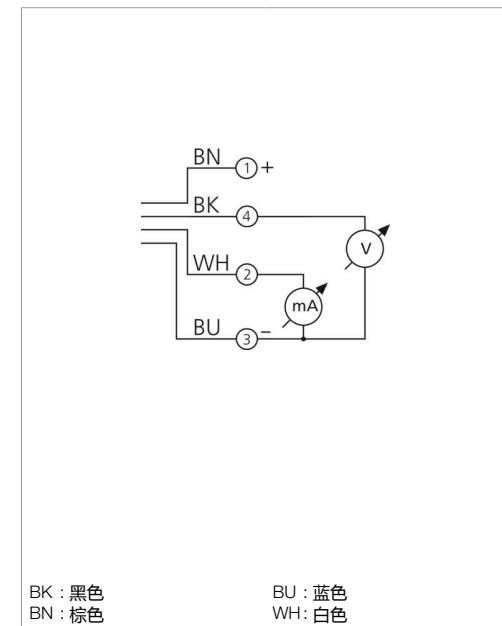 BN ① +
BK ④
V
WH ②
mA
BU ③ −
BK : 黑色
BU : 蓝色
BN : 棕色
WH : 白色